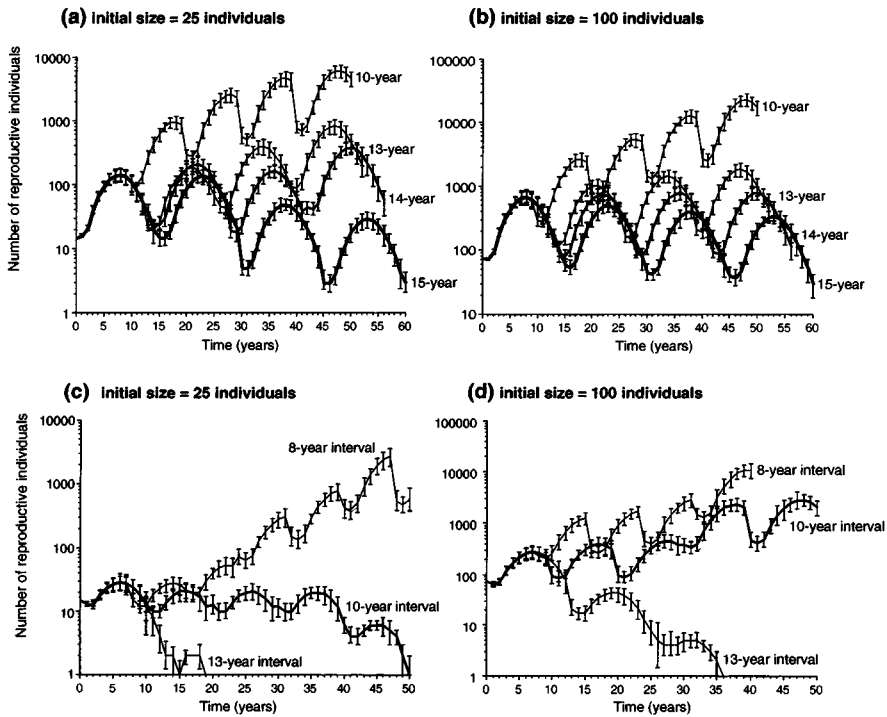 (a) initial size = 25 individuals
Number of reproductive individuals
10000
1000
100
10
1
10-year
13-year
14-year
15-year
0 5 10 15 20 25 30 35 40 45 50 55 60
Time (years)
(b) initial size = 100 individuals
100000
10000
1000
100
10
10-year
13-year
14-year
15-year
0 5 10 15 20 25 30 35 40 45 50 55 60
Time (years)
(c) initial size = 25 individuals
Number of reproductive individuals
10000
1000
100
10
1
8-year interval
10-year interval
13-year interval
0 5 10 15 20 25 30 35 40 45 50
Time (years)
(d) initial size = 100 individuals
100000
10000
1000
100
10
1
8-year interval
10-year interval
13-year interval
0 5 10 15 20 25 30 35 40 45 50
Time (years)